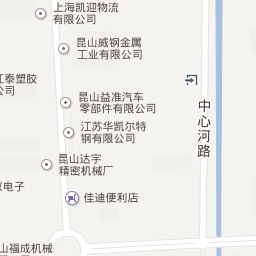 上海凯迎物流
有限公司
昆山威钢金属
工业有限公司
江泰塑胶
公司
昆山益准汽车
零部件有限公司
江苏华凯尔特
钢有限公司
中心河路
昆山达宇
精密机械厂
京电子
佳迪便利店
山福成机械